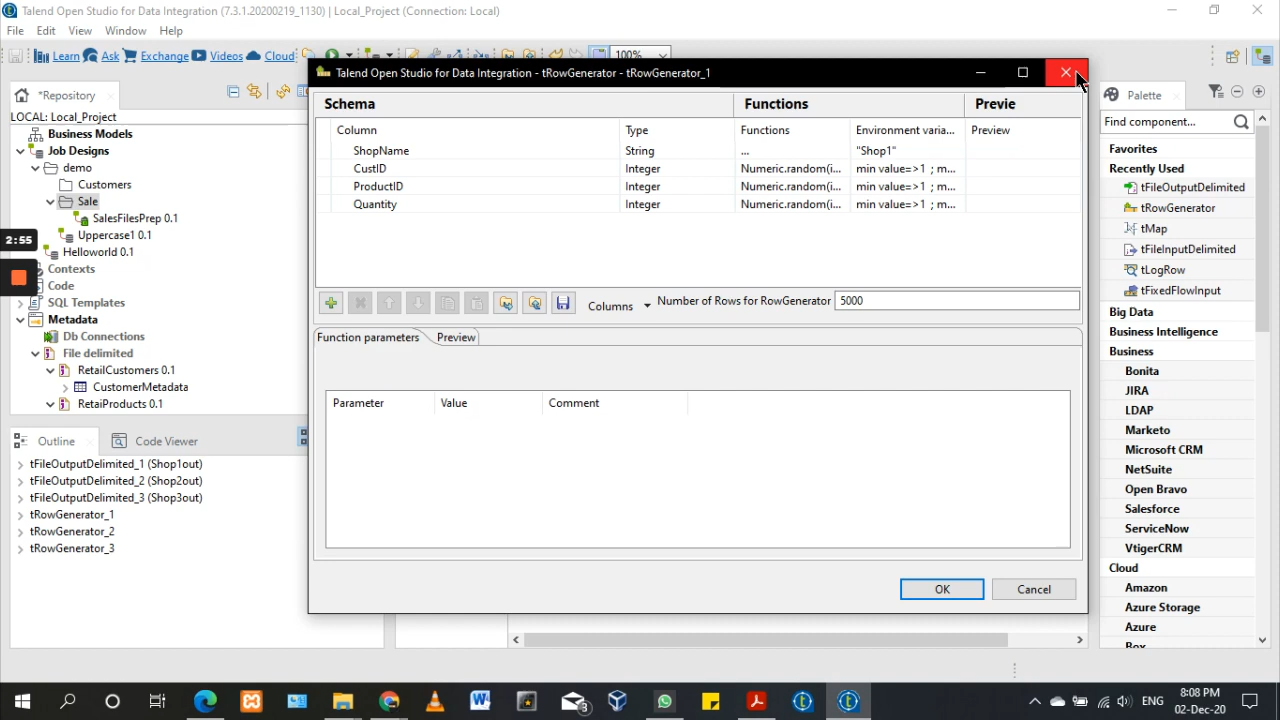 Talend Open Studio for Data Integration (7.3.1.20200219_1130) | Local_Project (Connection: Local)
File Edit View Window Help
Learn Ask Exchange Videos Cloud 100%
Talend Open Studio for Data Integration - tRowGenerator - tRowGenerator_1
*Repository
LOCAL: Local_Project
Business Models
Job Designs
demo
Customers
Sale
SalesFilesPrep 0.1
Uppercase1 0.1
Helloworld 0.1
Contexts
Code
SQL Templates
Metadata
Db Connections
File delimited
RetailCustomers 0.1
CustomerMetadata
RetaiProducts 0.1
2:55
Outline Code Viewer
tFileOutputDelimited_1 (Shop1out)
tFileOutputDelimited_2 (Shop2out)
tFileOutputDelimited_3 (Shop3out)
tRowGenerator_1
tRowGenerator_2
tRowGenerator_3
Schema Functions Previe
Column Type Functions Environment varia... Preview
ShopName String ... "Shop1"
CustID Integer Numeric.random(i... min value=>1 ; m...
ProductID Integer Numeric.random(i... min value=>1 ; m...
Quantity Integer Numeric.random(i... min value=>1 ; m...
Columns Number of Rows for RowGenerator 5000
Function parameters Preview
Parameter Value Comment
OK Cancel
Palette
Find component...
Favorites
Recently Used
tFileOutputDelimited
tRowGenerator
tMap
tFileInputDelimited
tLogRow
tFixedFlowInput
Big Data
Business Intelligence
Business
Bonita
JIRA
LDAP
Marketo
Microsoft CRM
NetSuite
Open Bravo
Salesforce
ServiceNow
VtigerCRM
Cloud
Amazon
Azure Storage
Azure
Box
3
ENG
8:08 PM
02-Dec-20